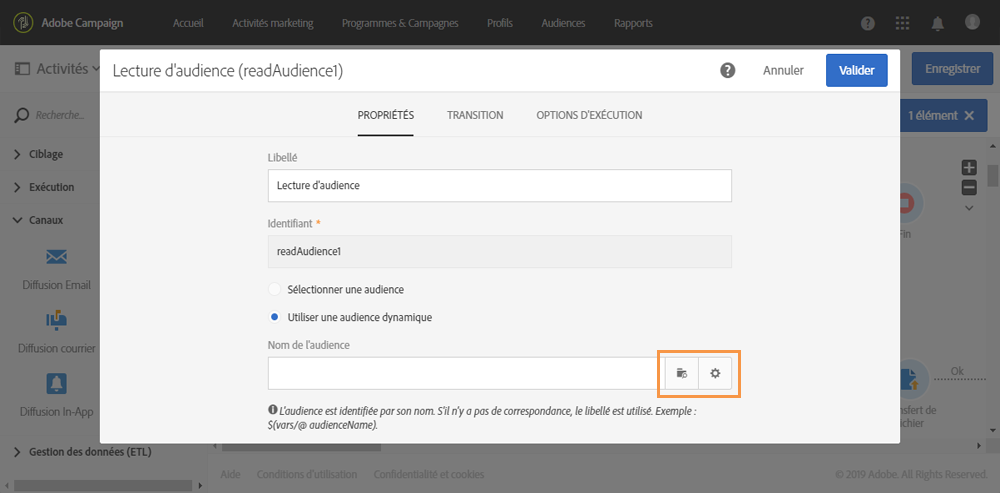 Adobe Campaign
Accueil
Activités marketing
Programmes & Campagnes
Profils
Audiences
Rapports
Activités
Enregistrer
Lecture d'audience (readAudience1)
Annuler
Valider
Recherche...
1 élément
PROPRIÉTÉS
TRANSITION
OPTIONS D'EXÉCUTION
Ciblage
Exécution
Canaux
Diffusion Email
Diffusion courrier
Diffusion In-App
Gestion des données (ETL)
Libellé
Lecture d'audience
Identifiant *
readAudience1
Sélectionner une audience
Utiliser une audience dynamique
Nom de l'audience
L'audience est identifiée par son nom. S'il n'y a pas de correspondance, le libellé est utilisé. Exemple :
$(vars/@ audienceName).
Fin
Ok
nsfert de
ichier
Aide
Conditions d'utilisation
Confidentialité et cookies
© 2019 Adobe. All Rights Reserved.